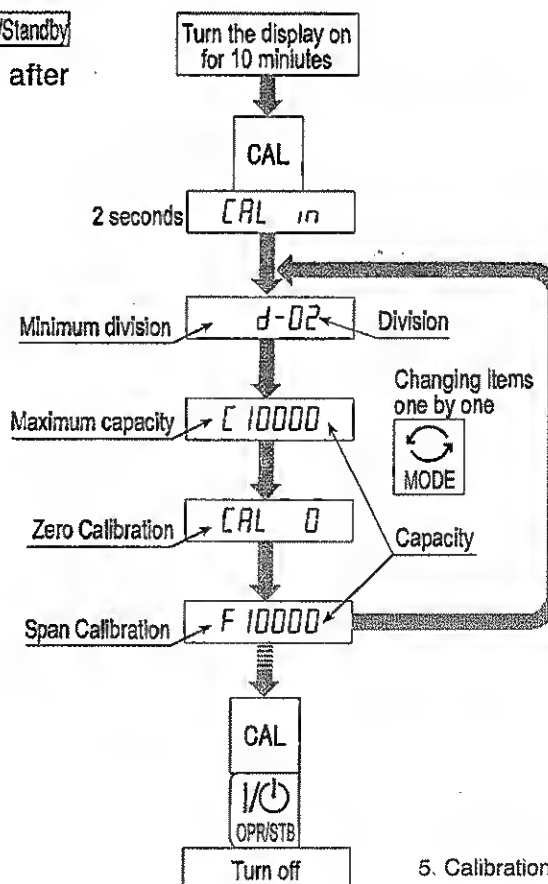 /Standby
after
Turn the display on
for 10 miniutes
CAL
2 seconds
CAL in
Minimum division
d-02
Division
Changing items
one by one
MODE
Maximum capacity
C 10000
Zero Calibration
CAL 0
Capacity
Span Calibration
F 10000
CAL
I/⏻
OPR/STB
Turn off
5. Calibration